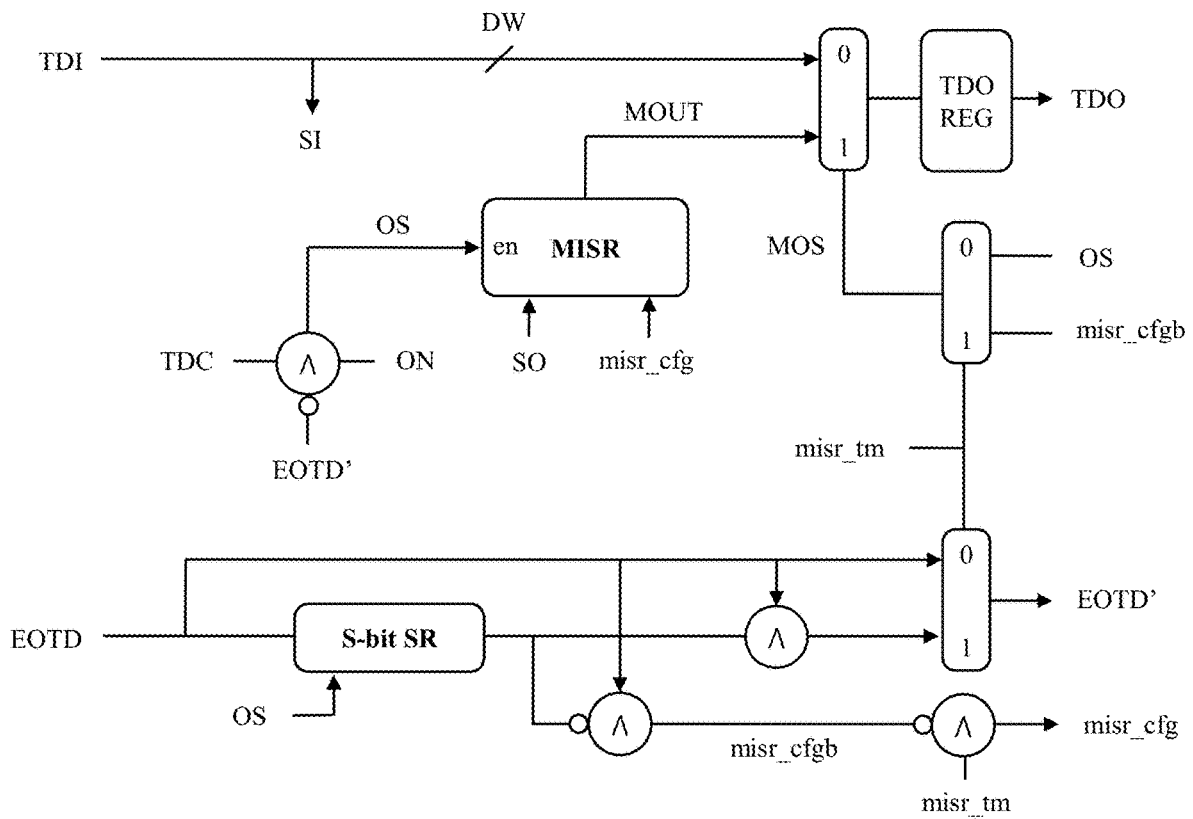 DW
TDI
0
TDO
REG
TDO
SI
MOUT
1
OS
en
MISR
MOS
0
OS
TDC
Λ
ON
SO
misr_cfg
1
misr_cfgb
EOTD’
misr_tm
0
EOTD’
EOTD
S-bit SR
Λ
1
OS
Λ
misr_cfgb
Λ
misr_cfg
misr_tm